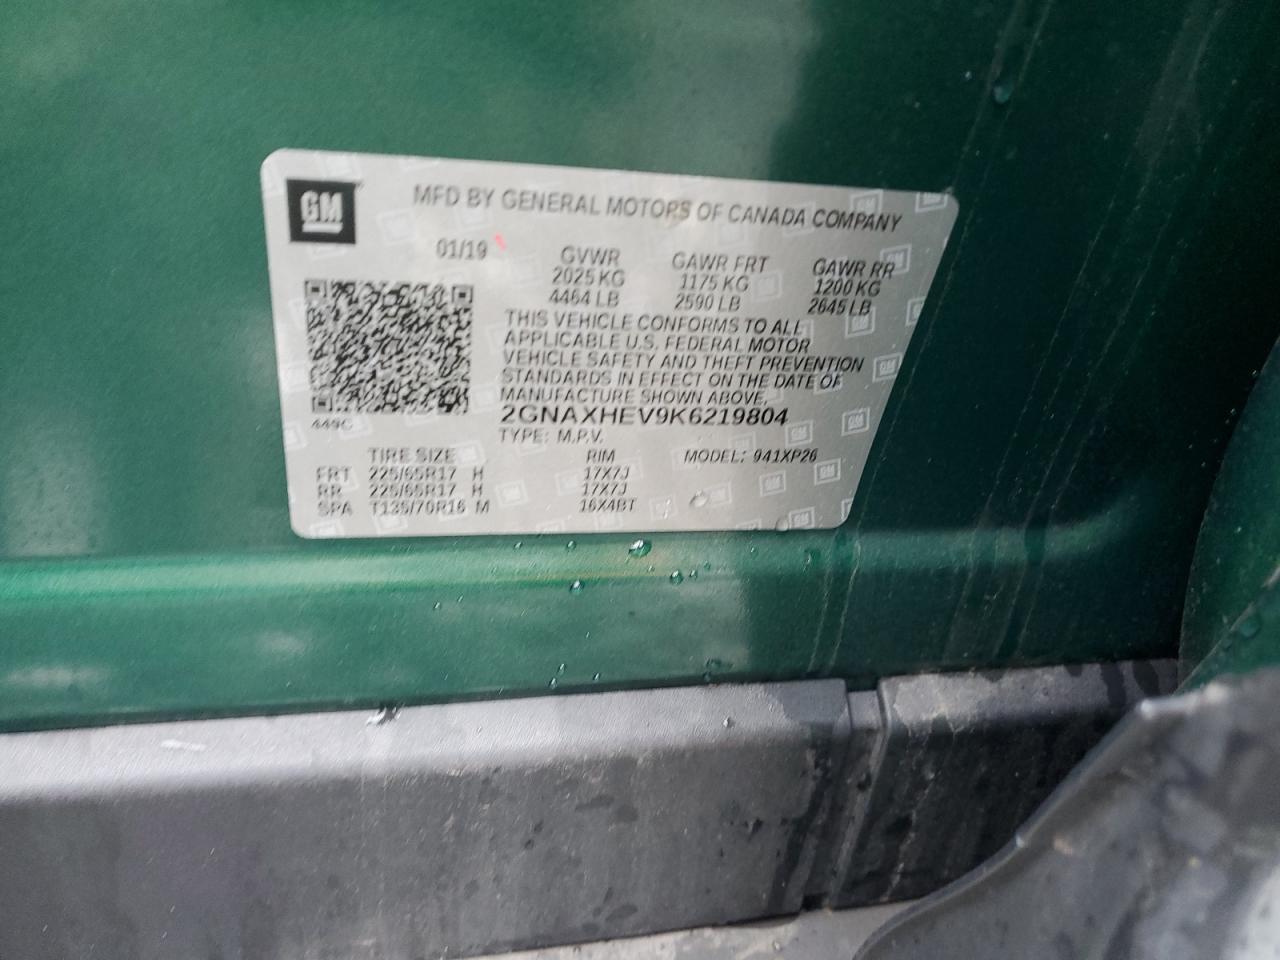 GM
MFD BY GENERAL MOTORS OF CANADA COMPANY
01/19
GVWR GAWR FRT GAWR RR
2025 KG 1175 KG 1200 KG
4464 LB 2590 LB 2645 LB
THIS VEHICLE CONFORMS TO ALL
APPLICABLE U.S. FEDERAL MOTOR
VEHICLE SAFETY AND THEFT PREVENTION
STANDARDS IN EFFECT ON THE DATE OF
MANUFACTURE SHOWN ABOVE.
449C
2GNAXHEV9K6219804
TYPE: M.P.V.
TIRE SIZE RIM MODEL: 941XP26
FRT 225/65R17 H 17X7J
RR 225/65R17 H 17X7J
SPA T135/70R16 M 16X4BT